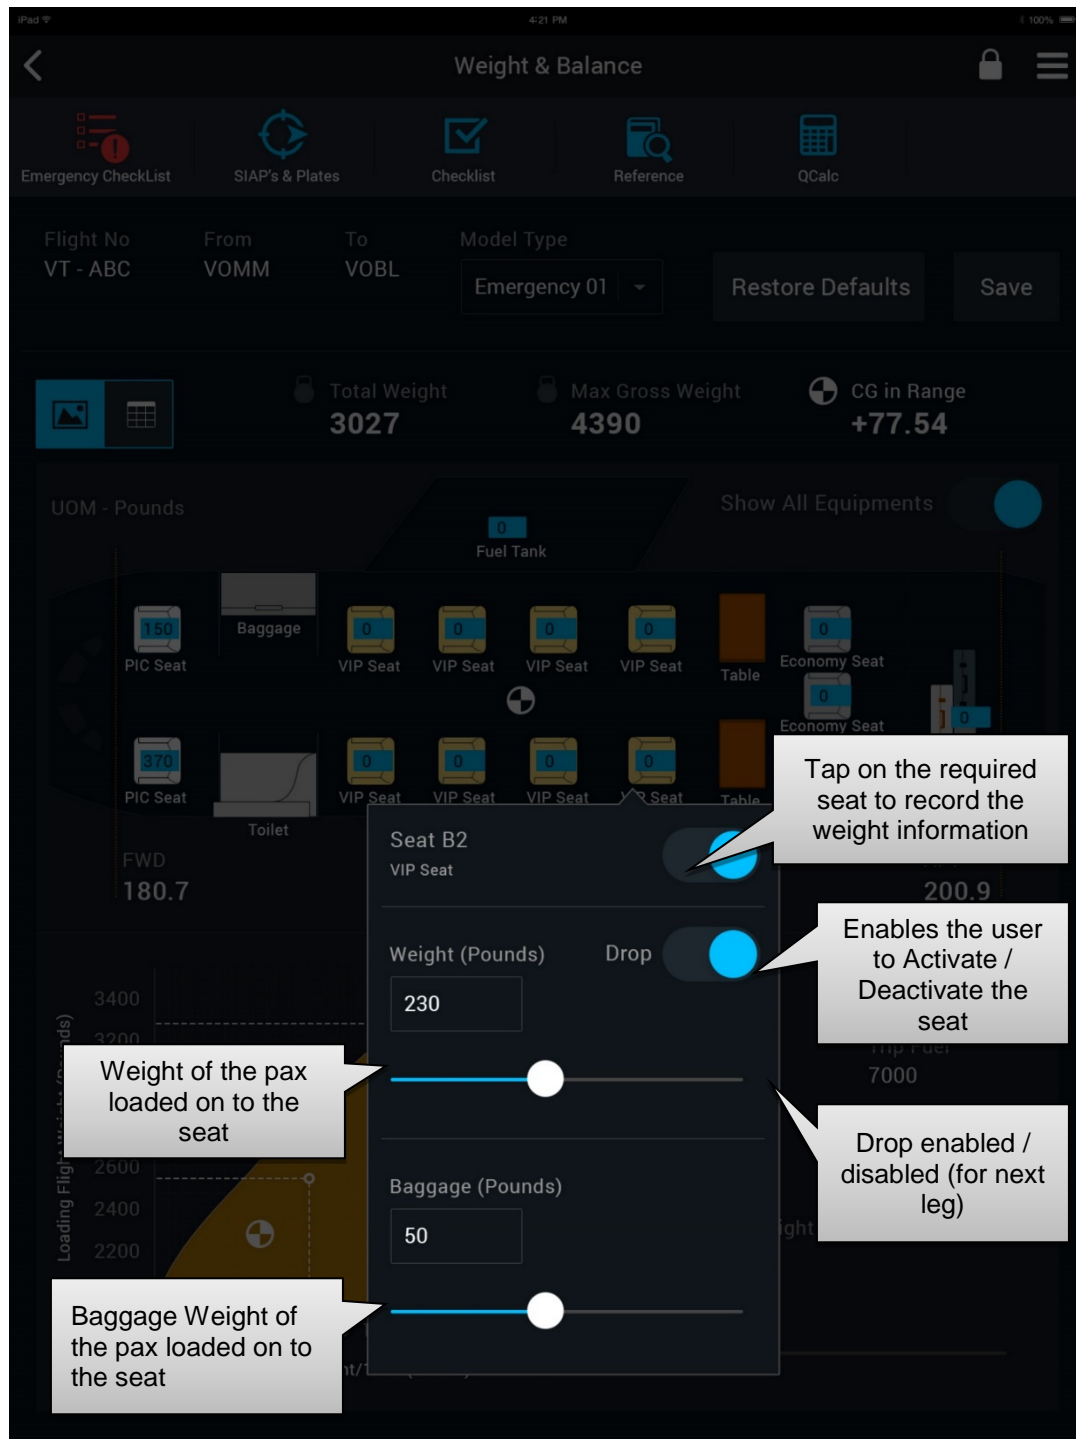 iPad
4:21 PM
100%
Weight & Balance
Emergency CheckList
SIAP's & Plates
Checklist
Reference
QCalc
Flight No
From
To
Model Type
VT - ABC
VOMM
VOBL
Emergency 01
Restore Defaults
Save
Total Weight
3027
Max Gross Weight
4390
CG in Range
+77.54
UOM - Pounds
Show All Equipments
0
Fuel Tank
150
PIC Seat
Baggage
0
VIP Seat
0
VIP Seat
0
VIP Seat
0
VIP Seat
Table
0
Economy Seat
0
Economy Seat
0
370
PIC Seat
Toilet
0
VIP Seat
0
VIP Seat
0
VIP Seat
0
Seat
Table
FWD
180.7
200.9
Tap on the required
seat to record the
weight information
Seat B2
VIP Seat
Enables the user
to Activate /
Deactivate the
seat
Weight (Pounds)
Drop
230
Weight of the pax
loaded on to the
seat
Trip Fuel
7000
Drop enabled /
disabled (for next
leg)
Baggage (Pounds)
50
Baggage Weight of
the pax loaded on to
the seat
3400
3200
2600
2400
2200
Loading Flight Weight (Pounds)